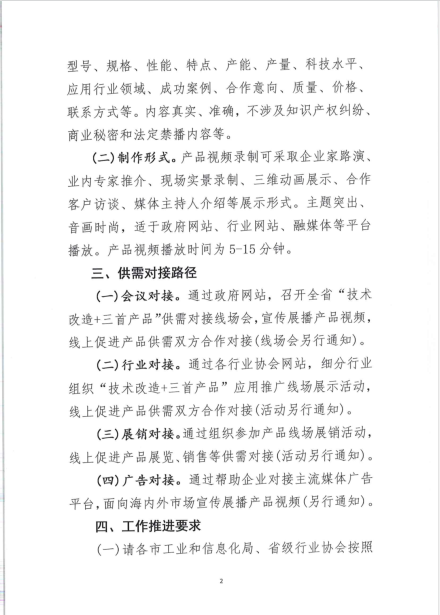 型号、规格、性能、特点、产能、产量、科技水平、
应用行业领域、成功案例、合作意向、质量、价格、
联系方式等。内容真实、准确,不涉及知识产权纠纷、
商业秘密和法定禁播内容等。
(二)制作形式。产品视频录制可采取企业家路演、
业内专家推介、现场实景录制、三维动画展示、合作
客户访谈、媒体主持人介绍等展示形式。主题突出、
音画时尚,适于政府网站、行业网站、融媒体等平台
播放。产品视频播放时间为 5-15 分钟。
三、供需对接路径
(一)会议对接。通过政府网站,召开全省“技术
改造+三首产品”供需对接线场会,宣传展播产品视频,
线上促进产品供需双方合作对接(线场会另行通知)。
(二)行业对接。通过各行业协会网站,细分行业
组织“技术改造+三首产品”应用推广线场展示活动,
线上促进产品供需双方合作对接(活动另行通知)。
(三)展销对接。通过组织参加产品线场展销活动,
线上促进产品展览、销售等供需对接(活动另行通知)。
(四)广告对接。通过帮助企业对接主流媒体广告
平台,面向海内外市场宣传展播产品视频(另行通知)。
四、工作推进要求
(一)请各市工业和信息化局、省级行业协会按照
2